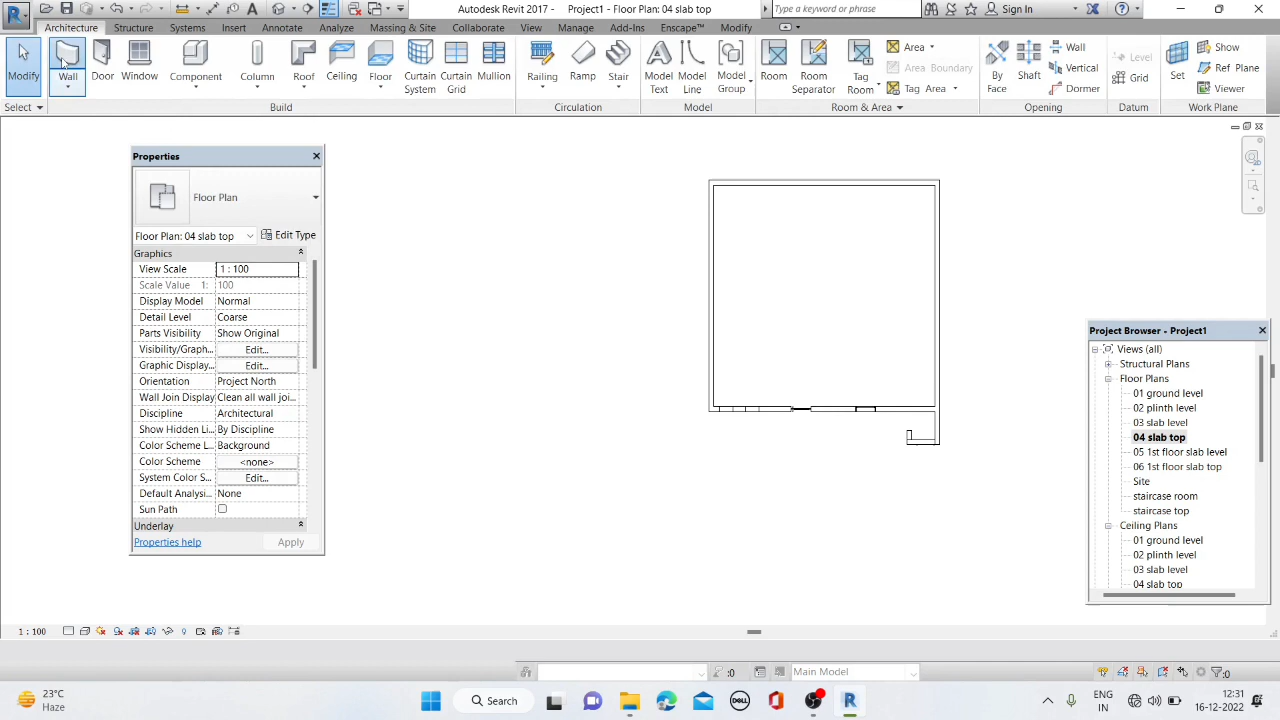 Autodesk Revit 2017 - Project1 - Floor Plan: 04 slab top
Type a keyword or phrase
Sign In
Architecture Structure Systems Insert Annotate Analyze Massing & Site Collaborate View Manage Add-Ins Escape™ Modify
Modify Wall Door Window Component Column Roof Ceiling Floor Curtain System Curtain Grid Mullion Railing Ramp Stair Model Text Model Line Model Group Room Room Separator Tag Room Area Area Boundary Tag Area By Face Shaft Wall Vertical Dormer Level Grid Set Show Ref Plane Viewer
Select Build Circulation Model Room & Area Opening Datum Work Plane
Properties
Floor Plan
Floor Plan: 04 slab top Edit Type
Graphics
View Scale 1 : 100
Scale Value 1: 100
Display Model Normal
Detail Level Coarse
Parts Visibility Show Original
Visibility/Graph... Edit...
Graphic Display... Edit...
Orientation Project North
Wall Join Display Clean all wall joi...
Discipline Architectural
Show Hidden Li... By Discipline
Color Scheme L... Background
Color Scheme <none>
System Color S... Edit...
Default Analysi... None
Sun Path
Underlay
Properties help Apply
Project Browser - Project1
Views (all)
Structural Plans
Floor Plans
01 ground level
02 plinth level
03 slab level
04 slab top
05 1st floor slab level
06 1st floor slab top
Site
staircase room
staircase top
Ceiling Plans
01 ground level
02 plinth level
03 slab level
04 slab top
1 : 100
:0 Main Model :0
23°C
Haze
Search
DELL
ENG
IN
12:31
16-12-2022